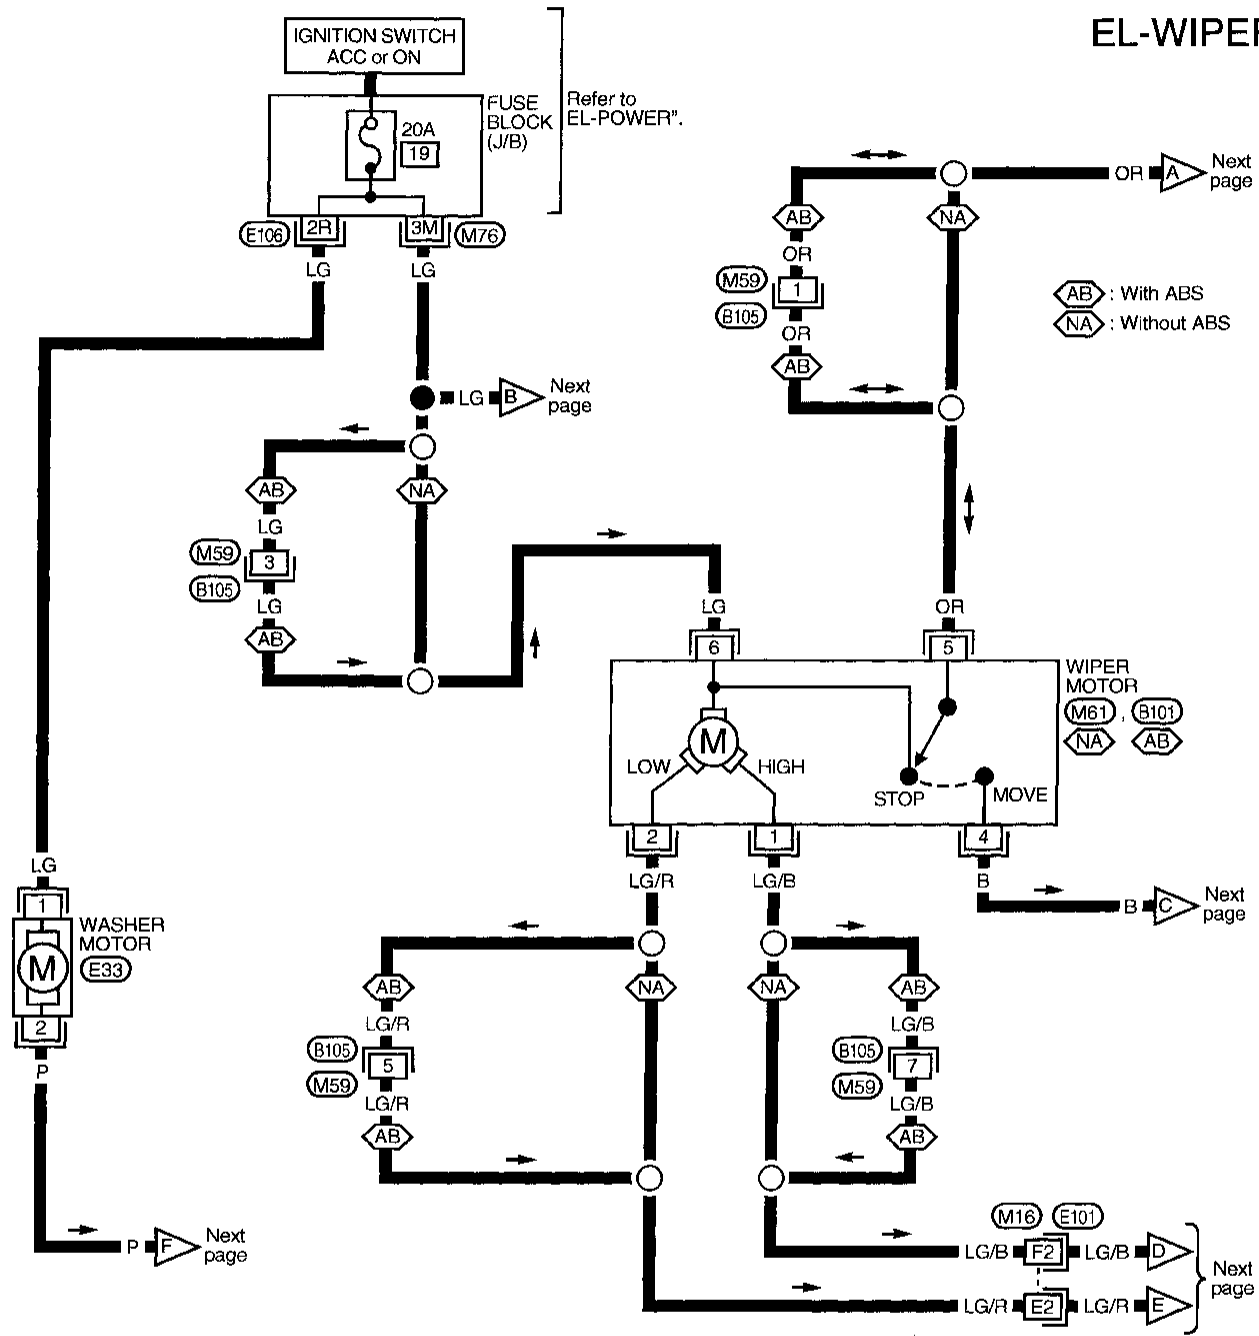 EL-WIPER
IGNITION SWITCH
ACC or ON
FUSE
BLOCK
(J/B)
Refer to
EL-POWER".
20A
19
E106
2R
3M
M76
LG
LG
LG
B
Next
page
AB
NA
LG
M59
3
B105
LG
AB
OR
A
Next
page
AB
NA
OR
M59
1
B105
OR
AB
AB : With ABS
NA : Without ABS
LG
OR
6
5
WIPER
MOTOR
M61 , B101
NA
AB
M
LOW
HIGH
STOP
MOVE
2
1
4
LG/R
LG/B
B
B
C
Next
page
LG
1
WASHER
MOTOR
E33
M
2
P
P
F
Next
page
AB
NA
NA
AB
LG/R
LG/B
B105
5
M59
B105
7
M59
LG/R
LG/B
AB
AB
M16
E101
LG/B
F2
LG/B
D
LG/R
E2
LG/R
E
Next
page